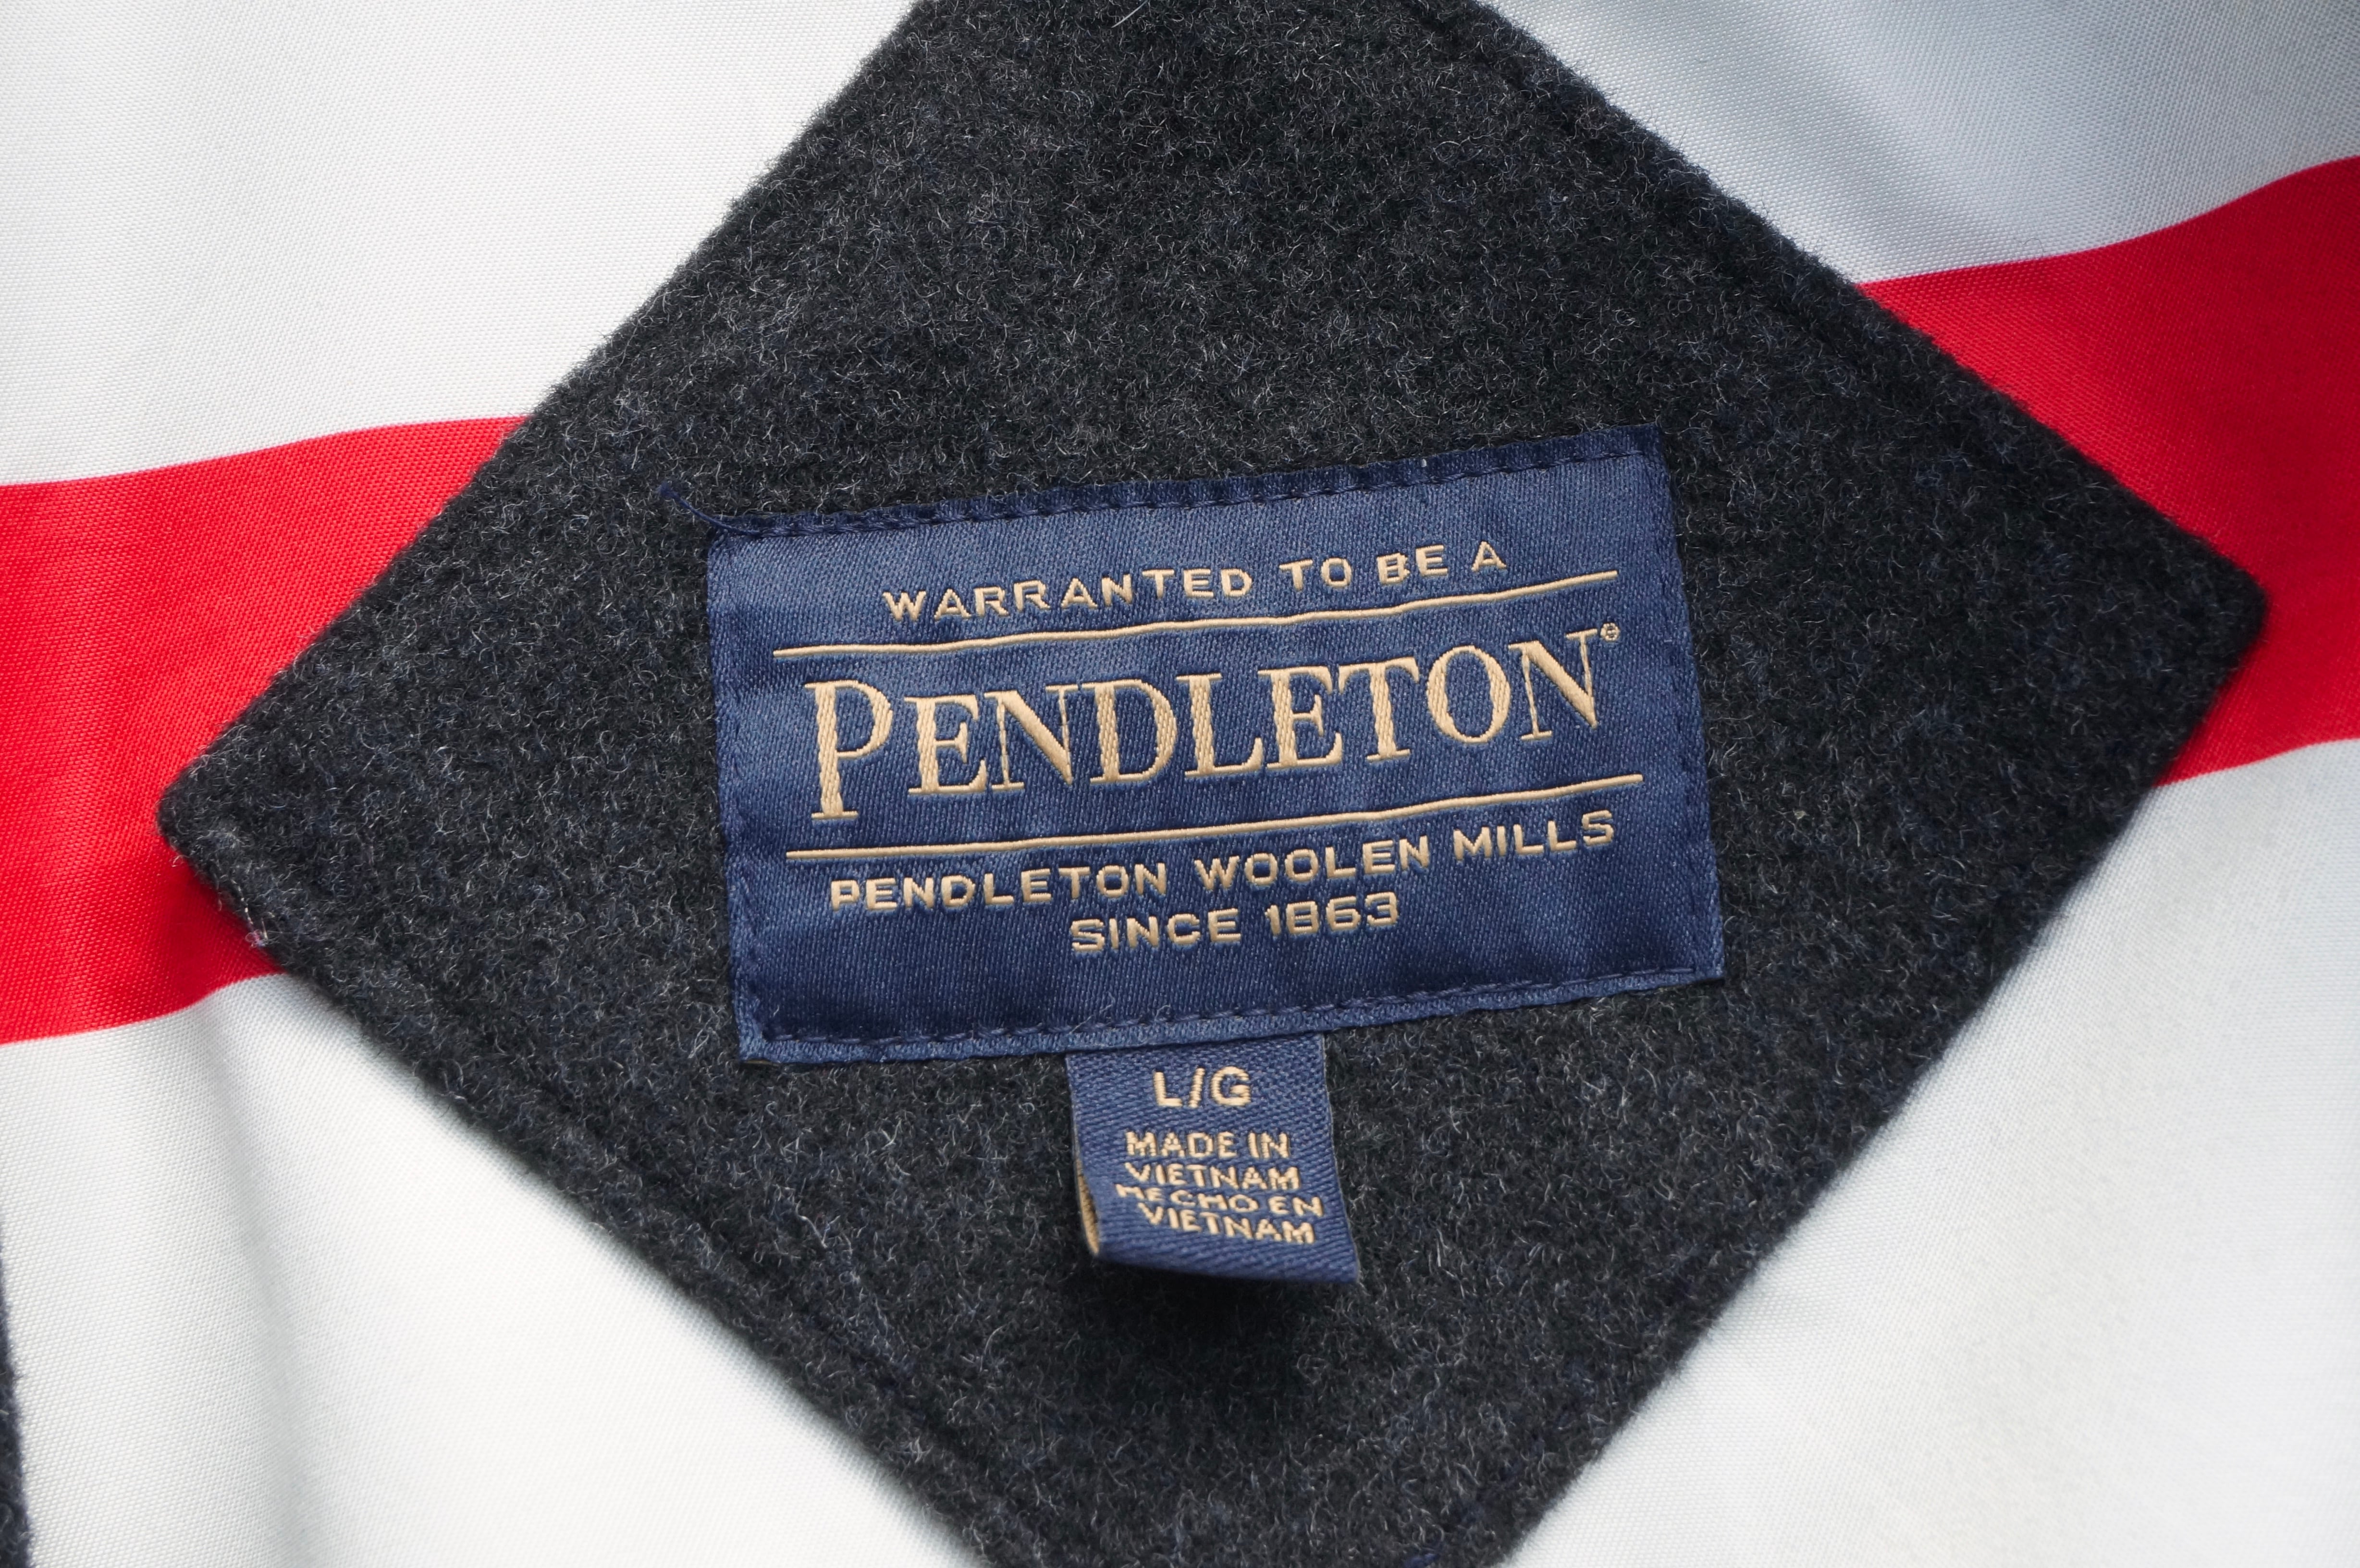 WARRANTED TO BE A
PENDLETON®
PENDLETON WOOLEN MILLS
SINCE 1863
L/G
MADE IN
VIETNAM
HECHO EN
VIETNAM